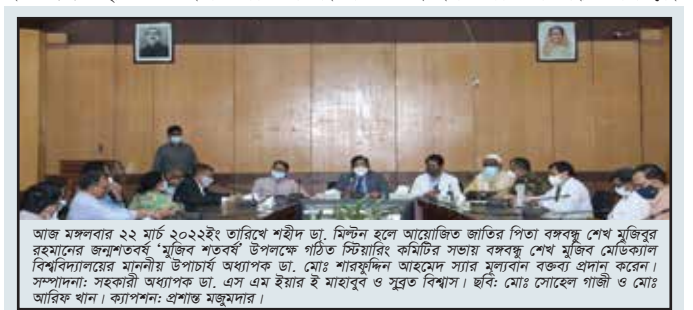 আজ মঙ্গলবার ২২ মার্চ ২০২২ইং তারিখে শহীদ ডা. মিল্টন হলে আয়োজিত জাতির পিতা বঙ্গবন্ধু শেখ মুজিবুর
রহমানের জন্মশতবর্ষ 'মুজিব শতবর্ষ' উপলক্ষে গঠিত স্টিয়ারিং কমিটির সভায় বঙ্গবন্ধু শেখ মুজিব মেডিক্যাল
বিশ্ববিদ্যালয়ের মাননীয় উপাচার্য অধ্যাপক ডা. মোঃ শারফুদ্দিন আহমেদ স্যার মূল্যবান বক্তব্য প্রদান করেন।
সম্পাদনা: সহকারী অধ্যাপক ডা. এস এম ইয়ার ই মাহাবুব ও সুব্রত বিশ্বাস। ছবি: মোঃ সোহেল গাজী ও মোঃ
আরিফ খান। ক্যাপশন: প্রশান্ত মজুমদার।